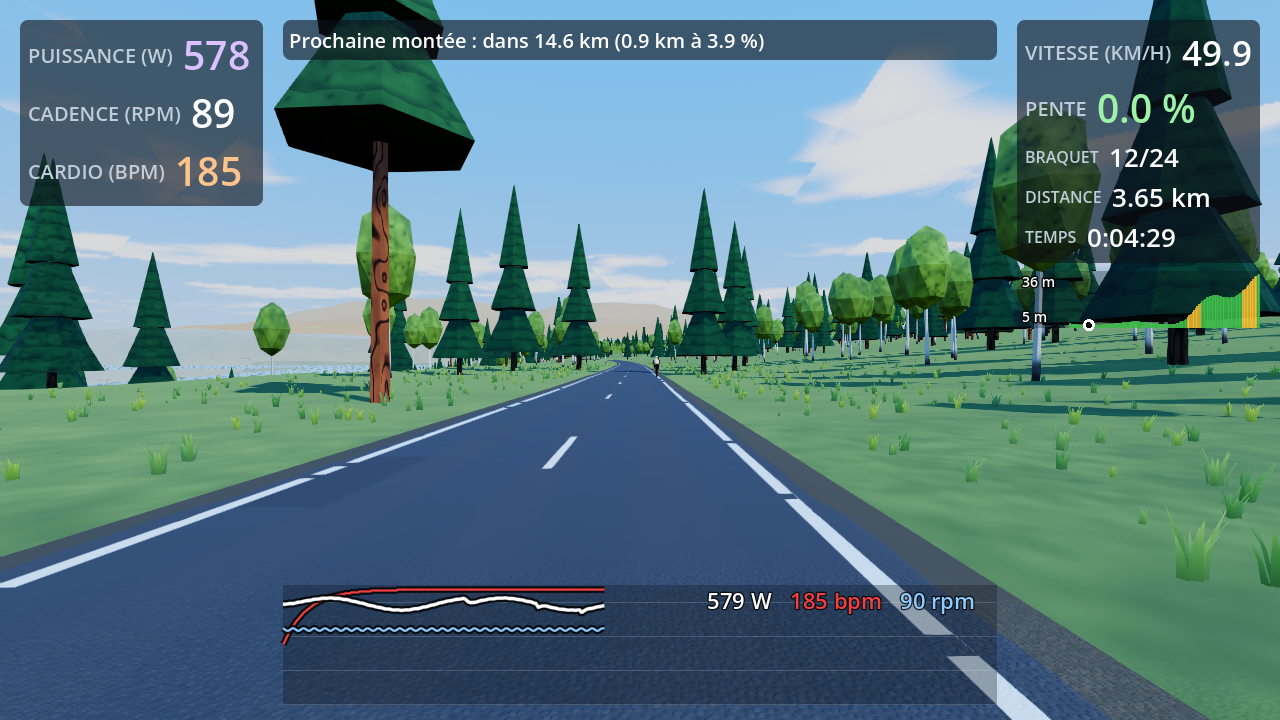 PUISSANCE (W) 578
CADENCE (RPM) 89
CARDIO (BPM) 185
Prochaine montée : dans 14.6 km (0.9 km à 3.9 %)
VITESSE (KM/H) 49.9
PENTE 0.0 %
BRAQUET 12/24
DISTANCE 3.65 km
TEMPS 0:04:29
36 m
5 m
579 W 185 bpm 90 rpm